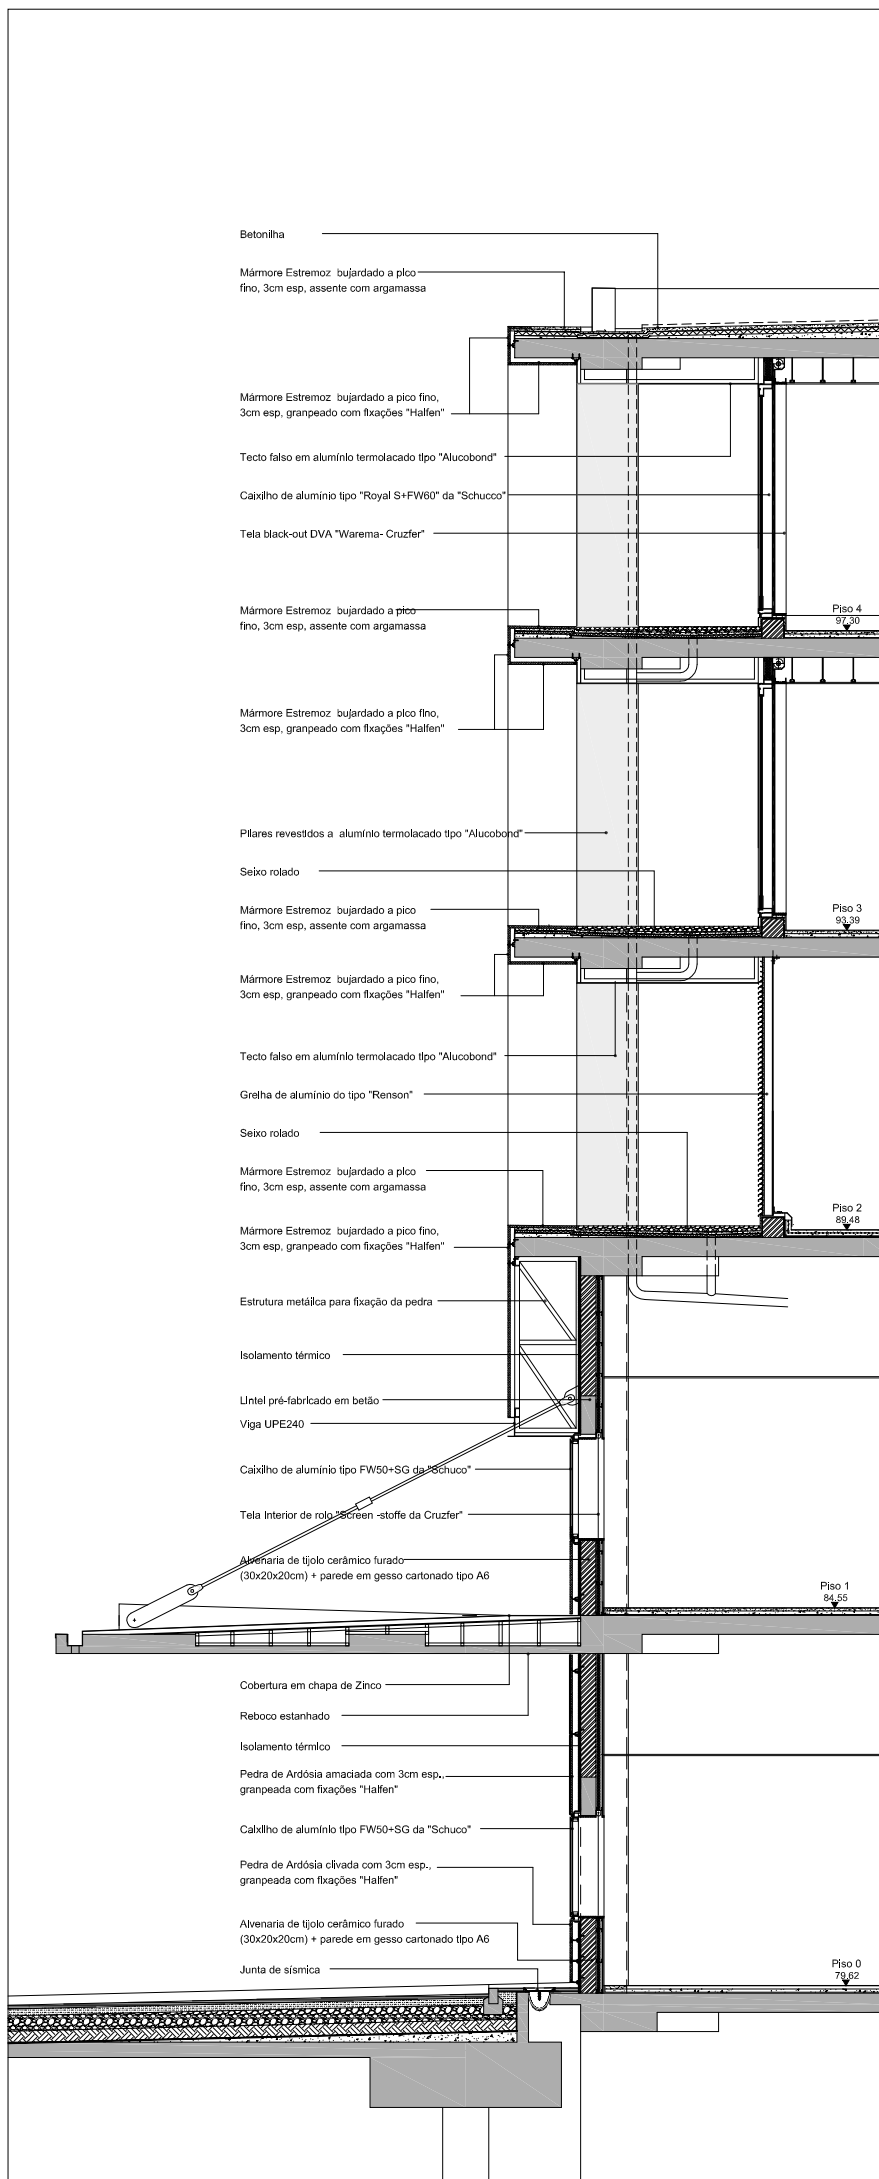 Betonilha
Mármore Estremoz bujardado a pico
fino, 3cm esp, assente com argamassa
Mármore Estremoz bujardado a pico fino,
3cm esp, granpeado com fixações "Halfen"
Tecto falso em alumínio termolacado tipo "Alucobond"
Caixilho de alumínio tipo "Royal S+FW60" da "Schucco"
Tela black-out DVA "Warema- Cruzfer"
Mármore Estremoz bujardado a pico
fino, 3cm esp, assente com argamassa
Piso 4
97.30
Mármore Estremoz bujardado a pico fino,
3cm esp, granpeado com fixações "Halfen"
Pilares revestidos a alumínio termolacado tipo "Alucobond"
Seixo rolado
Mármore Estremoz bujardado a pico
fino, 3cm esp, assente com argamassa
Piso 3
93.39
Mármore Estremoz bujardado a pico fino,
3cm esp, granpeado com fixações "Halfen"
Tecto falso em alumínio termolacado tipo "Alucobond"
Grelha de alumínio do tipo "Renson"
Seixo rolado
Mármore Estremoz bujardado a pico
fino, 3cm esp, assente com argamassa
Piso 2
89.48
Mármore Estremoz bujardado a pico fino,
3cm esp, granpeado com fixações "Halfen"
Estrutura metáilca para fixação da pedra
Isolamento térmico
Lintel pré-fabricado em betão
Viga UPE240
Caixilho de alumínio tipo FW50+SG da "Schuco"
Tela Interior de rolo "Screen -stoffe da Cruzfer"
Alvenaria de tijolo cerâmico furado
(30x20x20cm) + parede em gesso cartonado tipo A6
Piso 1
84.55
Cobertura em chapa de Zinco
Reboco estanhado
Isolamento térmico
Pedra de Ardósia amaciada com 3cm esp.,
granpeada com fixações "Halfen"
Caixilho de alumínio tipo FW50+SG da "Schuco"
Pedra de Ardósia clivada com 3cm esp.,
granpeada com fixações "Halfen"
Alvenaria de tijolo cerâmico furado
(30x20x20cm) + parede em gesso cartonado tipo A6
Junta de sísmica
Piso 0
79.62